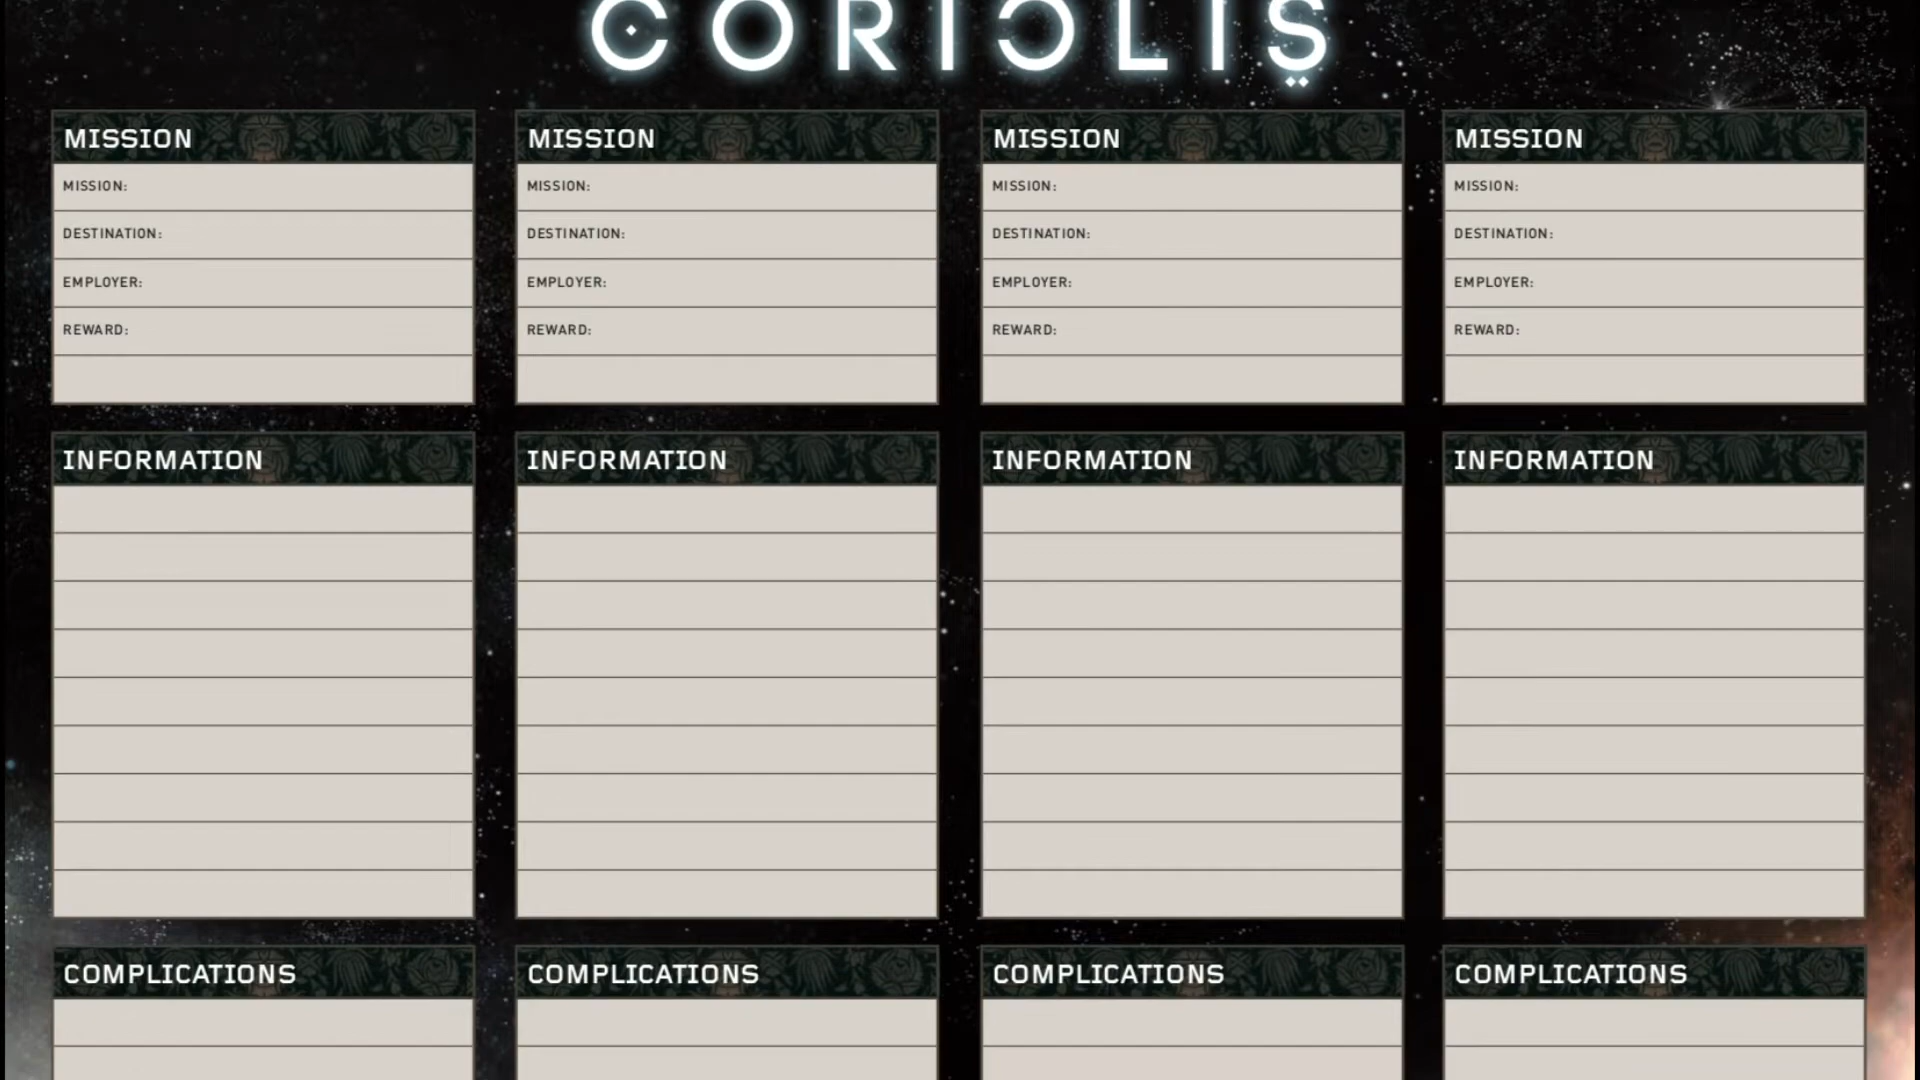 CORIOLIS
MISSION
MISSION:
DESTINATION:
EMPLOYER:
REWARD:
INFORMATION
COMPLICATIONS
MISSION
MISSION:
DESTINATION:
EMPLOYER:
REWARD:
INFORMATION
COMPLICATIONS
MISSION
MISSION:
DESTINATION:
EMPLOYER:
REWARD:
INFORMATION
COMPLICATIONS
MISSION
MISSION:
DESTINATION:
EMPLOYER:
REWARD:
INFORMATION
COMPLICATIONS